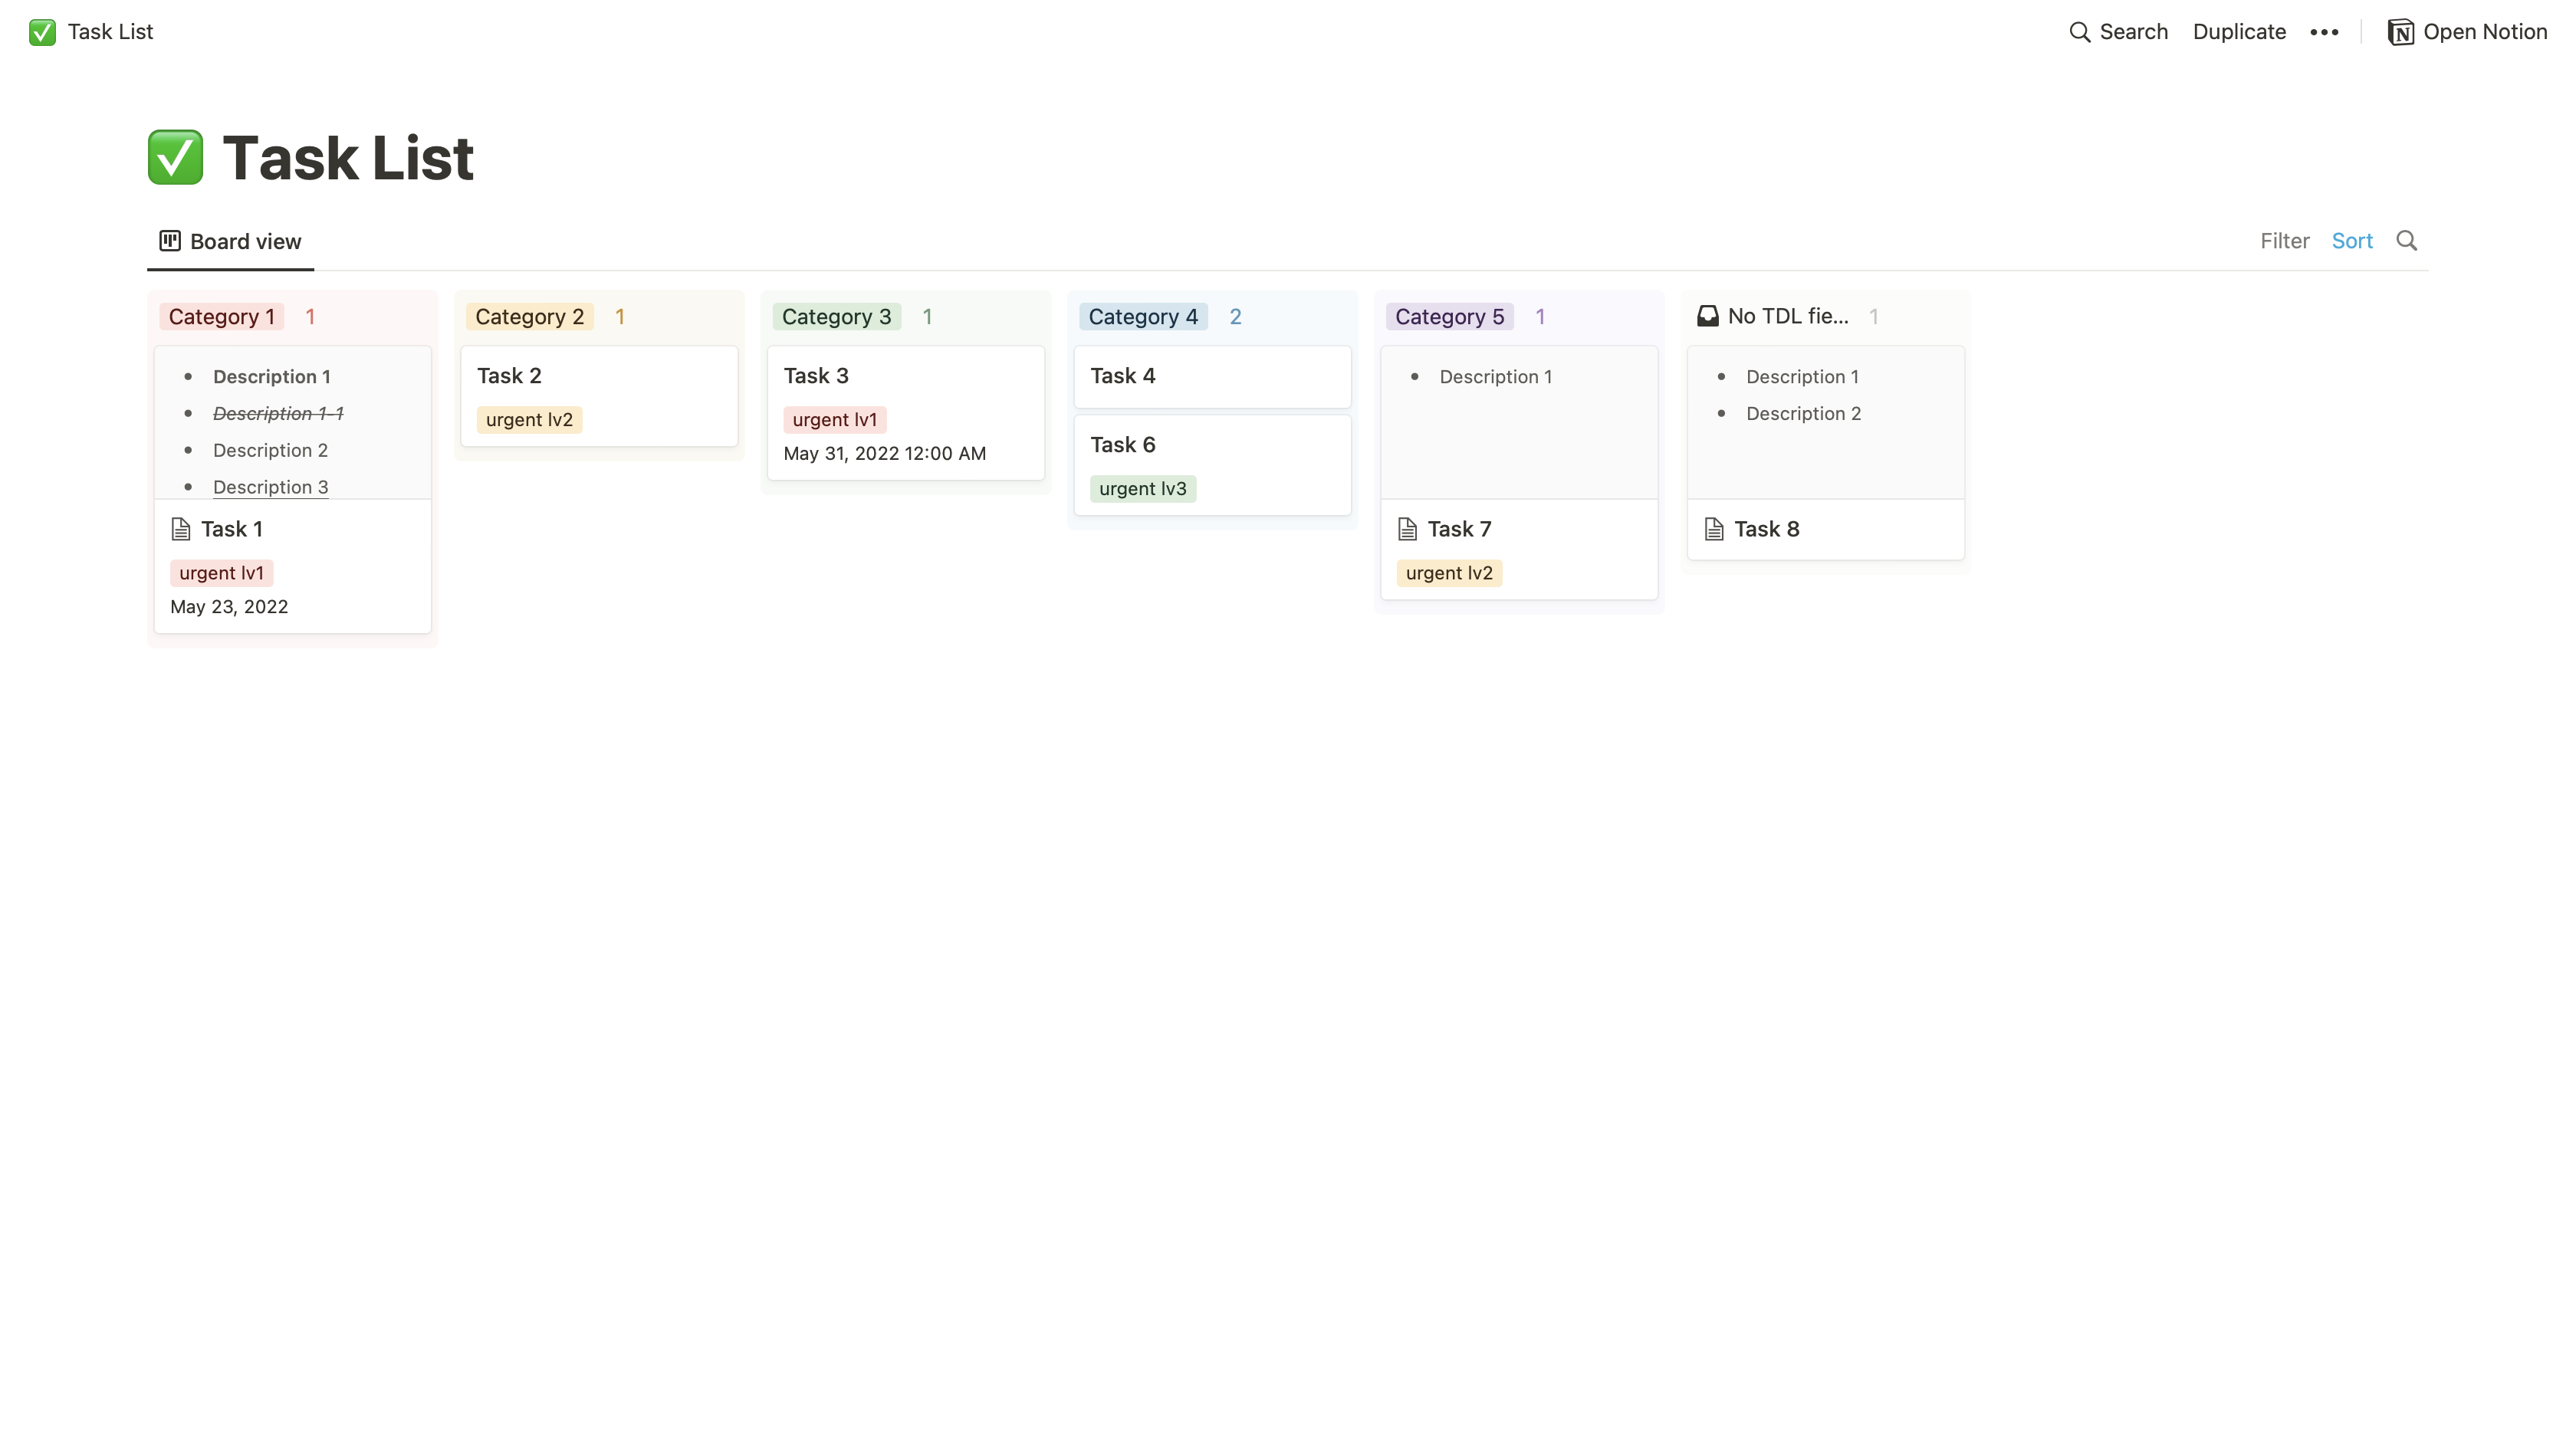 Task List
Search Duplicate ••• Open Notion
Task List
Board view
Filter Sort
Category 1 1
• Description 1
• Description 1-1
• Description 2
• Description 3
Task 1
urgent lv1
May 23, 2022
Category 2 1
Task 2
urgent lv2
Category 3 1
Task 3
urgent lv1
May 31, 2022 12:00 AM
Category 4 2
Task 4
Task 6
urgent lv3
Category 5 1
• Description 1
Task 7
urgent lv2
No TDL fie... 1
• Description 1
• Description 2
Task 8